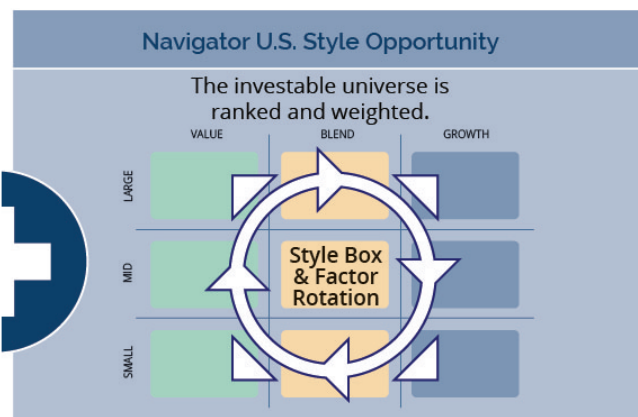 Navigator U.S. Style Opportunity
The investable universe is
ranked and weighted.
VALUE BLEND GROWTH
LARGE
MID
Style Box
& Factor
Rotation
SMALL